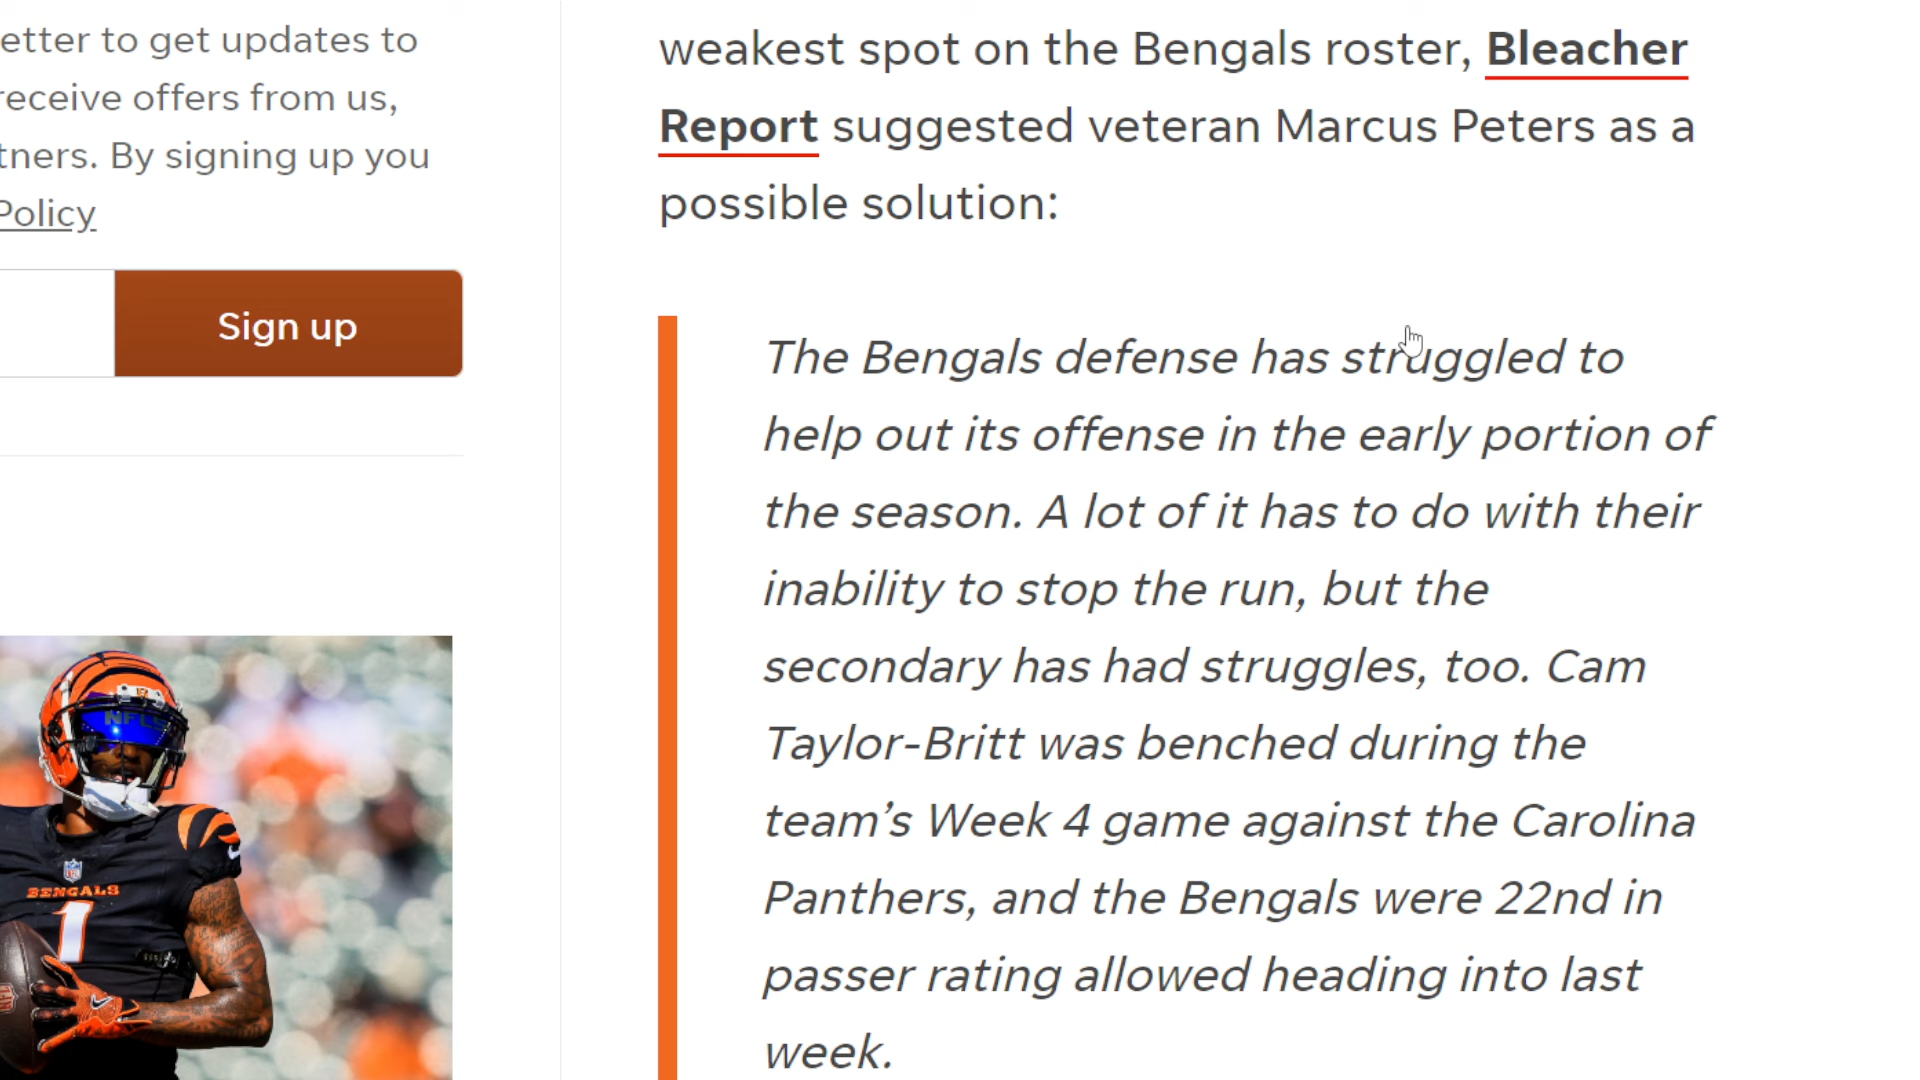 etter to get updates to
receive offers from us,
tners. By signing up you
Policy
Sign up
BENGALS
1
weakest spot on the Bengals roster, Bleacher
Report suggested veteran Marcus Peters as a
possible solution:
The Bengals defense has struggled to
help out its offense in the early portion of
the season. A lot of it has to do with their
inability to stop the run, but the
secondary has had struggles, too. Cam
Taylor-Britt was benched during the
team’s Week 4 game against the Carolina
Panthers, and the Bengals were 22nd in
passer rating allowed heading into last
week.